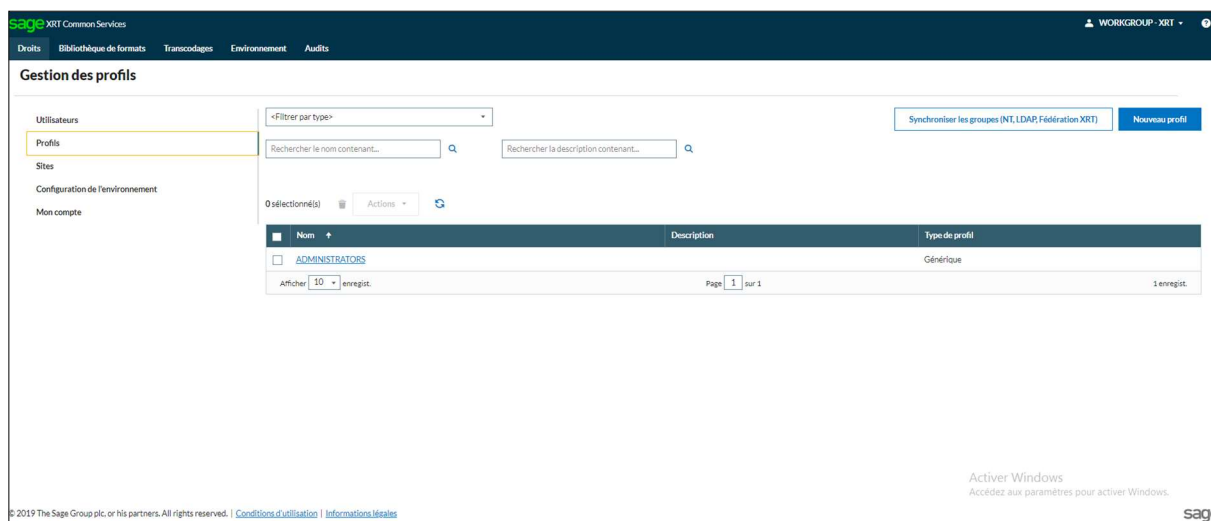 sage XRT Common Services
WORKGROUP - XRT
Droits Bibliothèque de formats Transcodages Environnement Audits
Gestion des profils
Utilisateurs
Profils
Sites
Configuration de l'environnement
Mon compte
<Filtrer par type>
Synchroniser les groupes (NT, LDAP, Fédération XRT) Nouveau profil
Rechercher le nom contenant... Rechercher la description contenant...
0 sélectionné(s) Actions
Nom Description Type de profil
ADMINISTRATORS Générique
Afficher 10 enregist. Page 1 sur 1 1 enregist.
Activer Windows
Accédez aux paramètres pour activer Windows.
© 2019 The Sage Group plc, or his partners. All rights reserved. | Conditions d'utilisation | Informations légales
sage